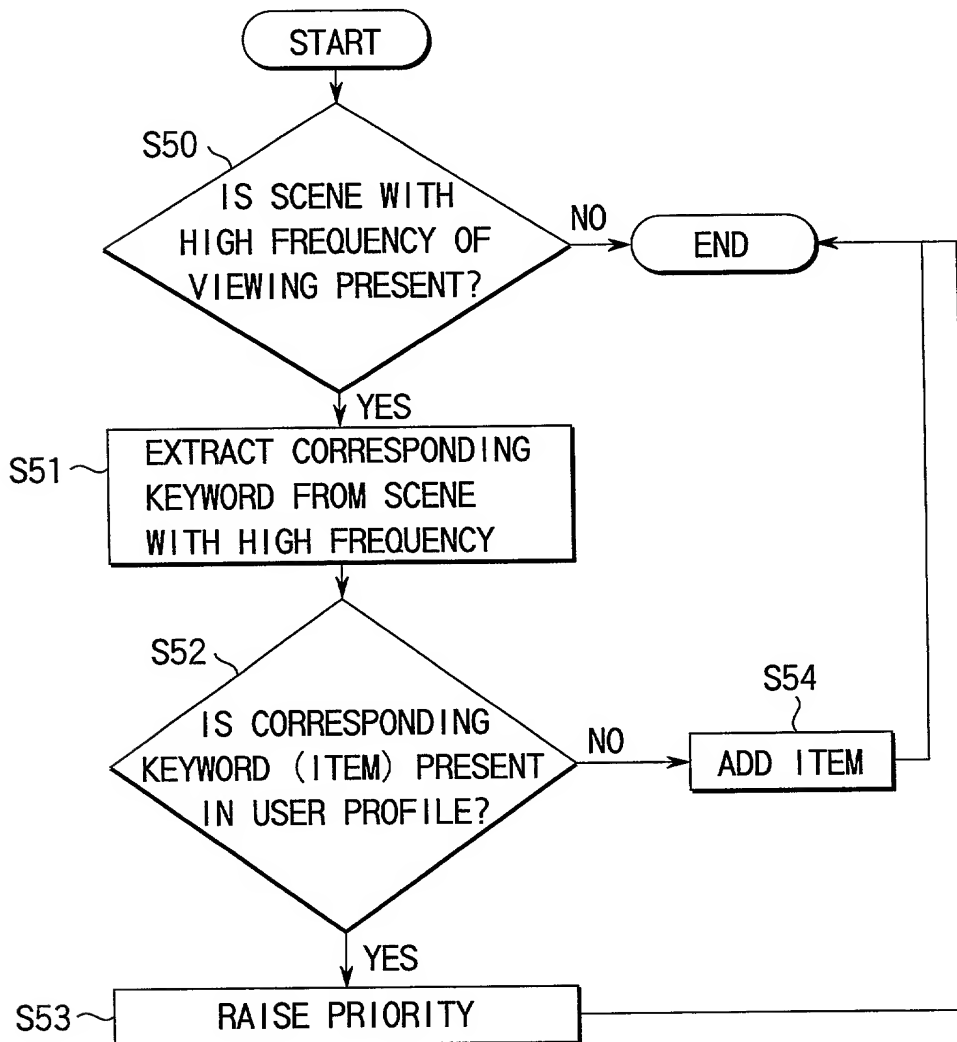 START
S50
IS SCENE WITH
HIGH FREQUENCY OF
VIEWING PRESENT?
NO
END
YES
S51
EXTRACT CORRESPONDING
KEYWORD FROM SCENE
WITH HIGH FREQUENCY
S52
IS CORRESPONDING
KEYWORD (ITEM) PRESENT
IN USER PROFILE?
NO
S54
ADD ITEM
YES
S53
RAISE PRIORITY